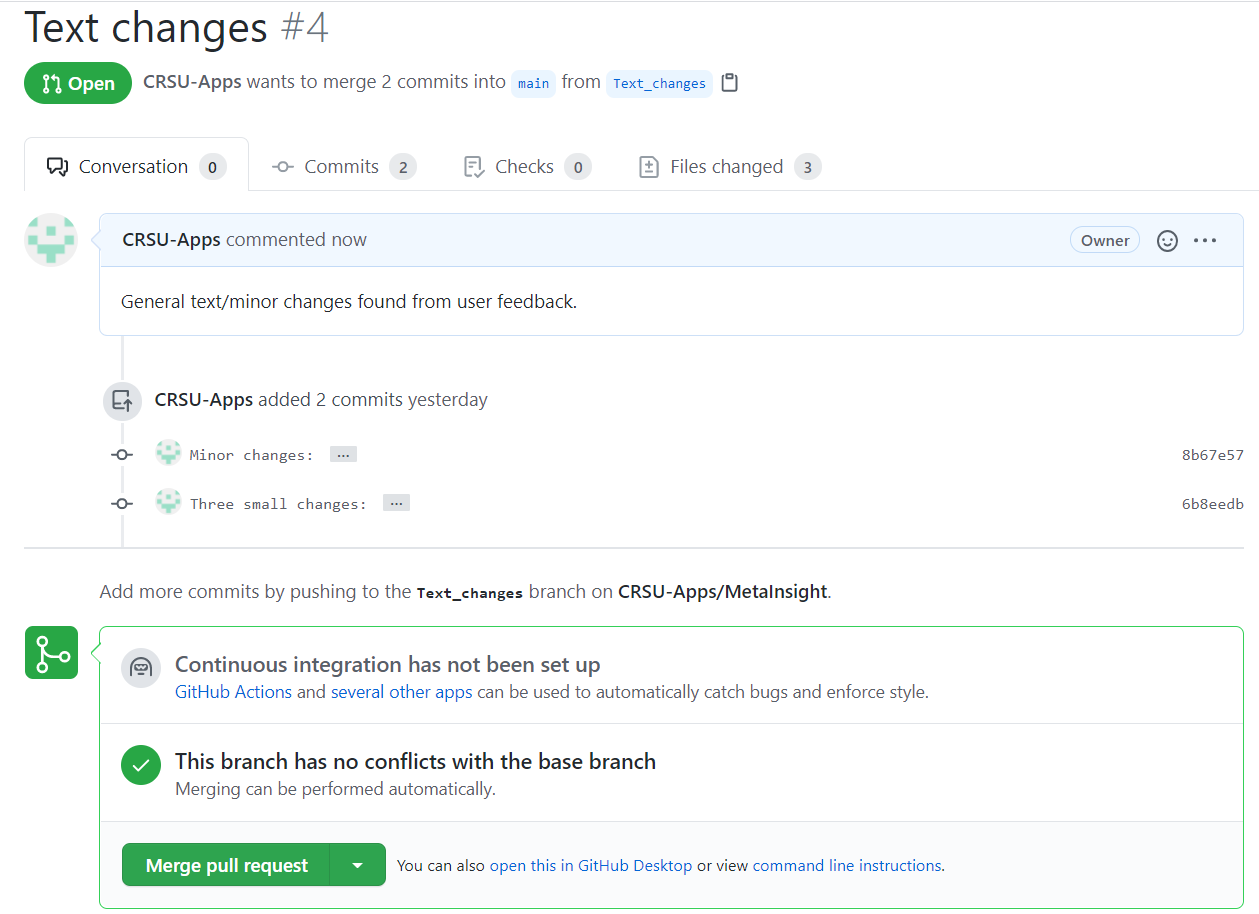 Text changes #4
Open CRSU-Apps wants to merge 2 commits into main from Text_changes
Conversation 0 Commits 2 Checks 0 Files changed 3
CRSU-Apps commented now Owner ...
General text/minor changes found from user feedback.
CRSU-Apps added 2 commits yesterday
Minor changes: ... 8b67e57
Three small changes: ... 6b8eedb
Add more commits by pushing to the Text_changes branch on CRSU-Apps/MetaInsight.
Continuous integration has not been set up
GitHub Actions and several other apps can be used to automatically catch bugs and enforce style.
This branch has no conflicts with the base branch
Merging can be performed automatically.
Merge pull request You can also open this in GitHub Desktop or view command line instructions.